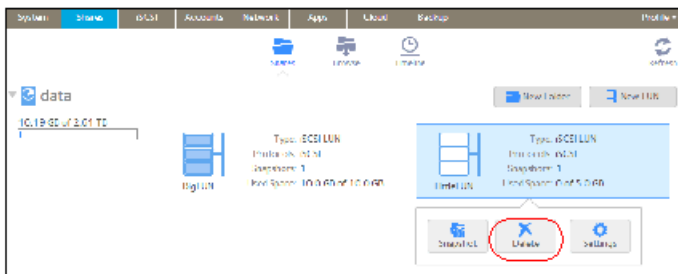 System Shares iSCSI Accounts Network Apps Cloud Backup Profile
Shares Browse Timeline Refresh
data
New Folder New LUN
10.19 GB of 2.01 TB
Type: iSCSI LUN
Protocols: iSCSI
Snapshots: 1
Used Space: 10.0 GB of 10.0 GB
BigLUN
Type: iSCSI LUN
Protocols: iSCSI
Snapshots: 1
Used Space: 0 of 5.0 GB
LittleLUN
Snapshot Delete Settings